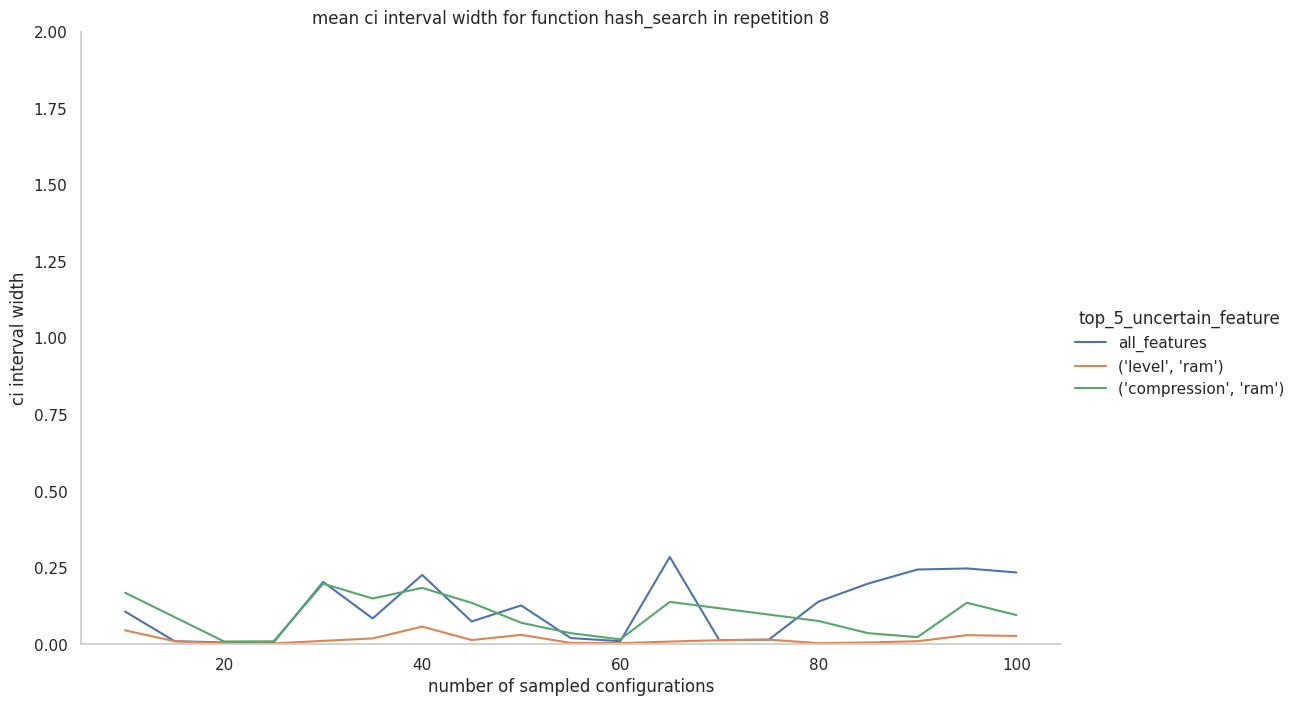 mean ci interval width for function hash_search in repetition 8
2.00
1.75
1.50
1.25
1.00
0.75
0.50
0.25
0.00
ci interval width
20
40
60
80
100
number of sampled configurations
top_5_uncertain_feature
all_features
('level', 'ram')
('compression', 'ram')